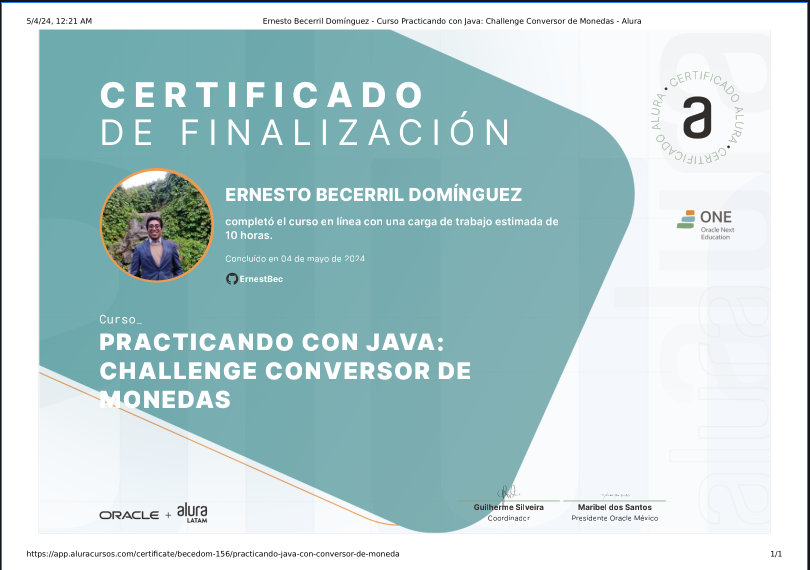 5/4/24, 12:21 AM
Ernesto Becerril Domínguez - Curso Practicando con Java: Challenge Conversor de Monedas - Alura
CERTIFICADO
DE FINALIZACIÓN
CERTIFICADO ALURA • CERTIFICADO ALURA •
a
ERNESTO BECERRIL DOMÍNGUEZ
completó el curso en línea con una carga de trabajo estimada de
10 horas.
Concluído en 04 de mayo de 2024
ErnestBec
ONE
Oracle Next
Education
Curso_
PRACTICANDO CON JAVA:
CHALLENGE CONVERSOR DE
MONEDAS
alura
ORACLE + alura
LATAM
Guilherme Silveira
Coordinador
Maribel dos Santos
Presidente Oracle México
https://app.aluracursos.com/certificate/becedom-156/practicando-java-con-conversor-de-moneda
1/1